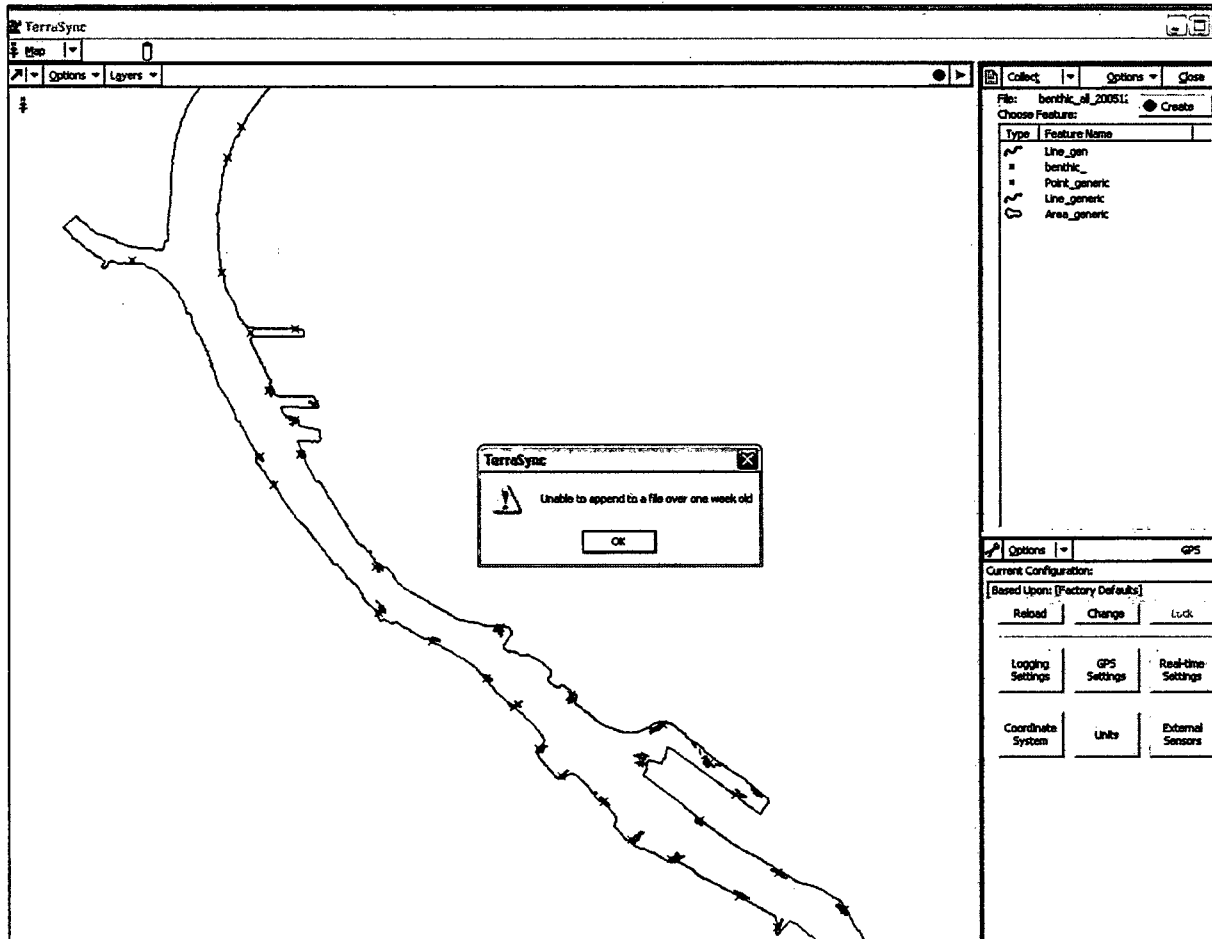 TerraSync
Map
Options Layers
Collect Options Close
File: benthic_all_200512
Create
Choose Feature:
Type Feature Name
Line_gen
benthic_
Point_generic
Line_generic
Area_generic
TerraSync
Unable to append to a file over one week old
OK
Options GPS
Current Configuration:
Based Upon: [Factory Defaults]
Reload Change Lock
Logging Settings
GPS Settings
Real-time Settings
Coordinate System
Units
External Sensors